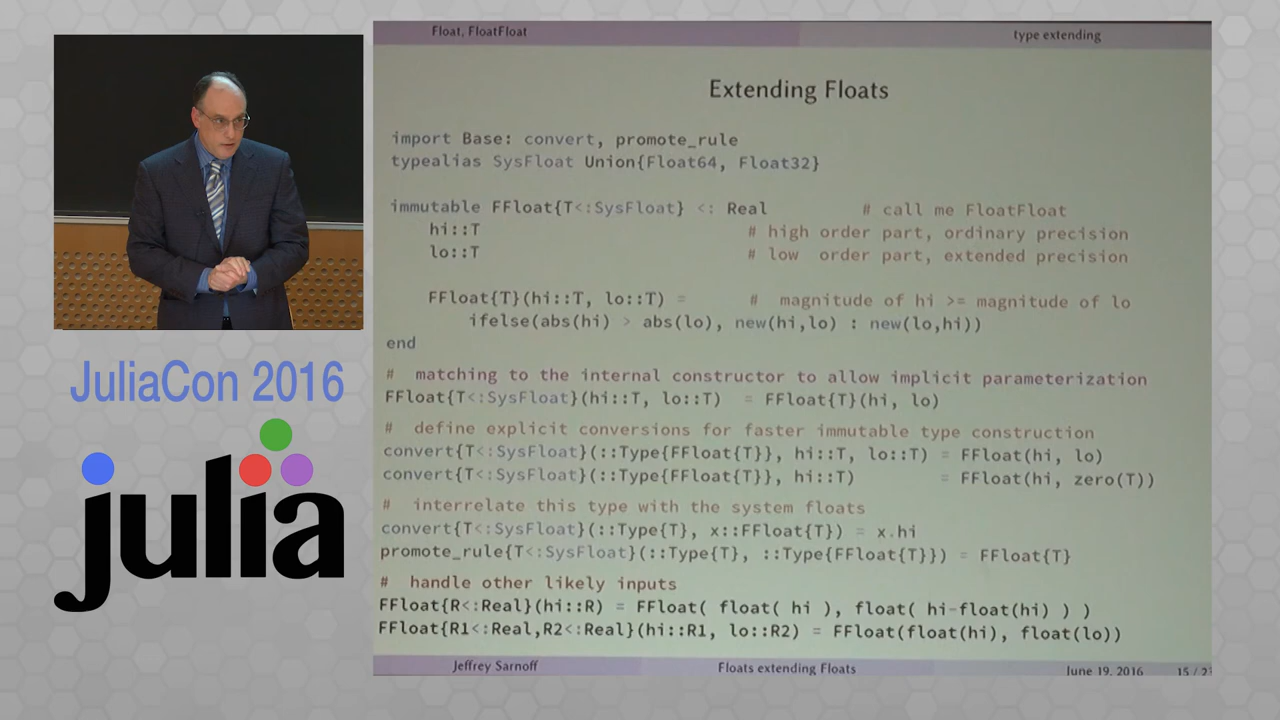 Float, FloatFloat
type extending
Extending Floats
import Base: convert, promote_rule
typealias SysFloat Union{Float64, Float32}
immutable FFloat{T<:SysFloat} <: Real # call me FloatFloat
hi::T # high order part, ordinary precision
lo::T # low order part, extended precision
FFloat{T}(hi::T, lo::T) = # magnitude of hi >= magnitude of lo
ifelse(abs(hi) > abs(lo), new(hi,lo) : new(lo,hi))
end
# matching to the internal constructor to allow implicit parameterization
FFloat{T<:SysFloat}(hi::T, lo::T) = FFloat{T}(hi, lo)
# define explicit conversions for faster immutable type construction
convert{T<:SysFloat}(::Type{FFloat{T}}, hi::T, lo::T) = FFloat(hi, lo)
convert{T<:SysFloat}(::Type{FFloat{T}}, hi::T) = FFloat(hi, zero(T))
# interrelate this type with the system floats
convert{T<:SysFloat}(::Type{T}, x::FFloat{T}) = x.hi
promote_rule{T<:SysFloat}(::Type{T}, ::Type{FFloat{T}}) = FFloat{T}
# handle other likely inputs
FFloat{R<:Real}(hi::R) = FFloat( float( hi ), float( hi-float(hi) ) )
FFloat{R1<:Real,R2<:Real}(hi::R1, lo::R2) = FFloat(float(hi), float(lo))
Jeffrey Sarnoff
Floats extending Floats
June 19, 2016
15 /
JuliaCon 2016
julia